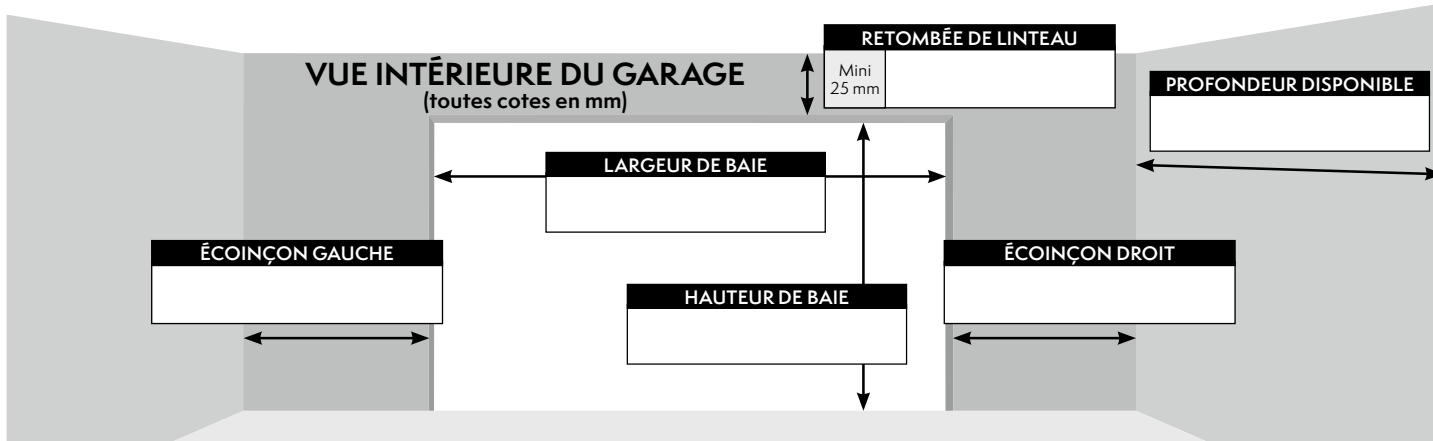 RETOMBÉE DE LINTEAU
Mini
25 mm
VUE INTÉRIEURE DU GARAGE
(toutes cotes en mm)
PROFONDEUR DISPONIBLE
LARGEUR DE BAIE
ÉCOINÇON GAUCHE
ÉCOINÇON DROIT
HAUTEUR DE BAIE